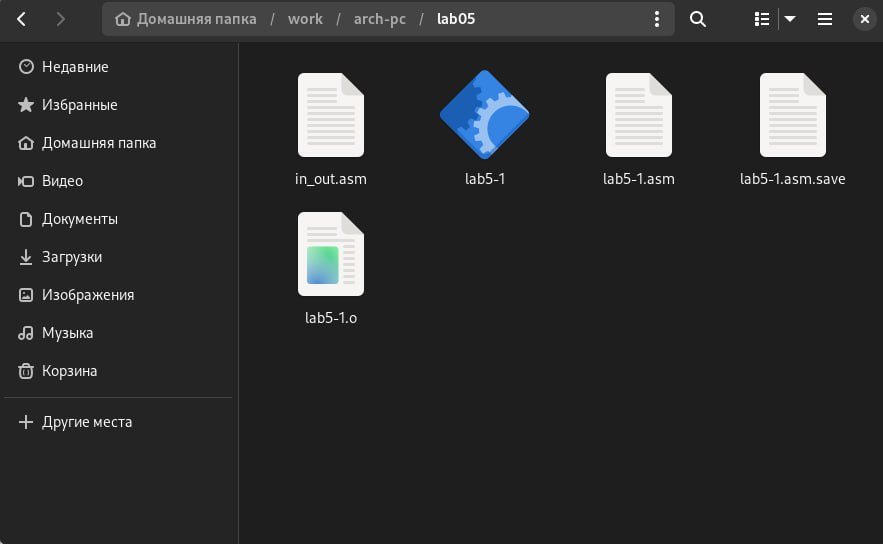 Домашняя папка / work / arch-pc / lab05
Недавние
Избранные
Домашняя папка
Видео
Документы
Загрузки
Изображения
Музыка
Корзина
Другие места
in_out.asm
lab5-1
lab5-1.asm
lab5-1.asm.save
lab5-1.o